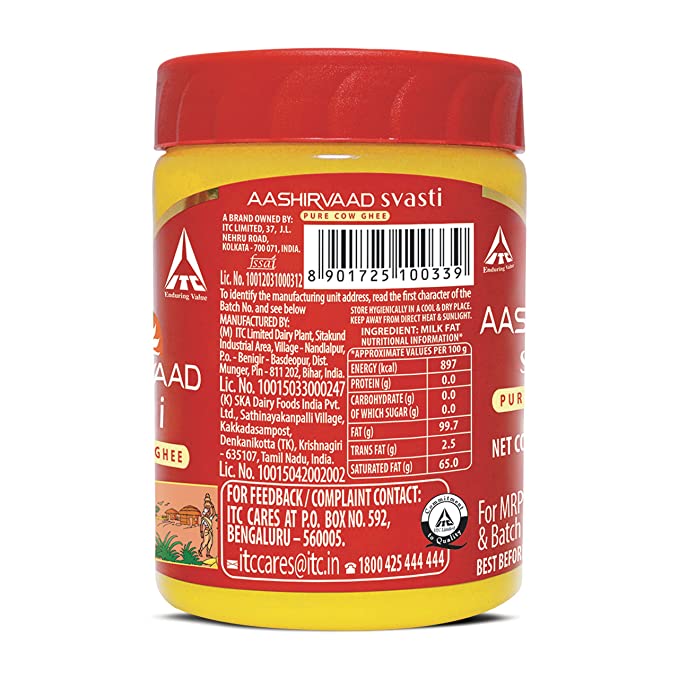 AASHIRVAAD svasti
PURE COW GHEE
A BRAND OWNED BY:
ITC LIMITED, 37, J.L.
NEHRU ROAD,
KOLKATA - 700 071, INDIA.
fssai
Lic. No. 10012031000312
8 901725 100339
To identify the manufacturing unit address, read the first character of the
Batch No. and see below
MANUFACTURED BY:
(M) ITC Limited Dairy Plant, Sitakund
Industrial Area, Village - Nandlalpur,
P.o. - Benigir - Basdeopur, Dist.
Munger, Pin - 811 202, Bihar, India.
Lic. No. 10015033000247
(K) SKA Dairy Foods India Pvt.
Ltd., Sathinayakanpalli Village,
Kakkadasampost,
Denkanikotta (TK), Krishnagiri
- 635107, Tamil Nadu, India.
Lic. No. 10015042002002
STORE HYGIENICALLY IN A COOL & DRY PLACE.
KEEP AWAY FROM DIRECT HEAT & SUNLIGHT.
INGREDIENT: MILK FAT
NUTRITIONAL INFORMATION*
*APPROXIMATE VALUES PER 100 g
ENERGY (kcal) 897
PROTEIN (g) 0.0
CARBOHYDRATE (g) 0.0
OF WHICH SUGAR (g) 0.0
FAT (g) 99.7
TRANS FAT (g) 2.5
SATURATED FAT (g) 65.0
FOR FEEDBACK / COMPLAINT CONTACT:
ITC CARES AT P.O. BOX NO. 592,
BENGALURU - 560005.
itccares@itc.in 1800 425 444 444
Commitment
ITC Limited
to Quality
ITC
Enduring Value
VAAD
i
GHEE
ITC
Enduring Value
AASH
s
PUR
NET CO
For MRP
& Batch
BEST BEFOR